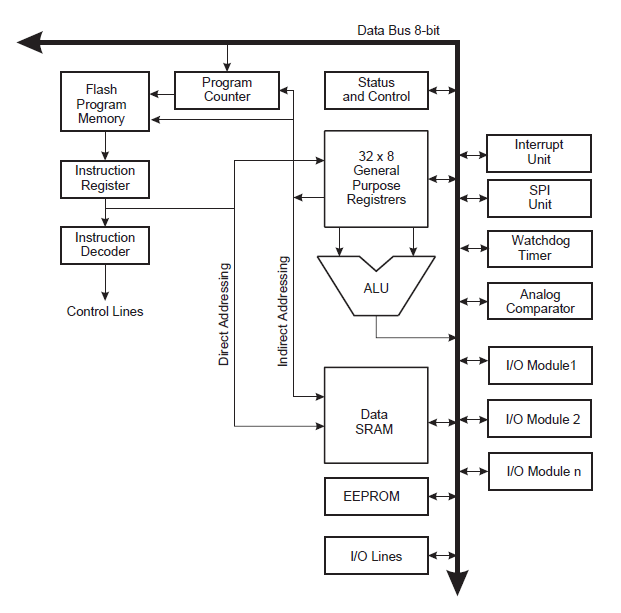 Data Bus 8-bit
Flash
Program
Memory
Program
Counter
Status
and Control
32 x 8
General
Purpose
Registrers
Interrupt
Unit
Instruction
Register
SPI
Unit
Instruction
Decoder
Watchdog
Timer
Control Lines
Direct Addressing
Indirect Addressing
ALU
Analog
Comparator
I/O Module1
Data
SRAM
I/O Module 2
I/O Module n
EEPROM
I/O Lines